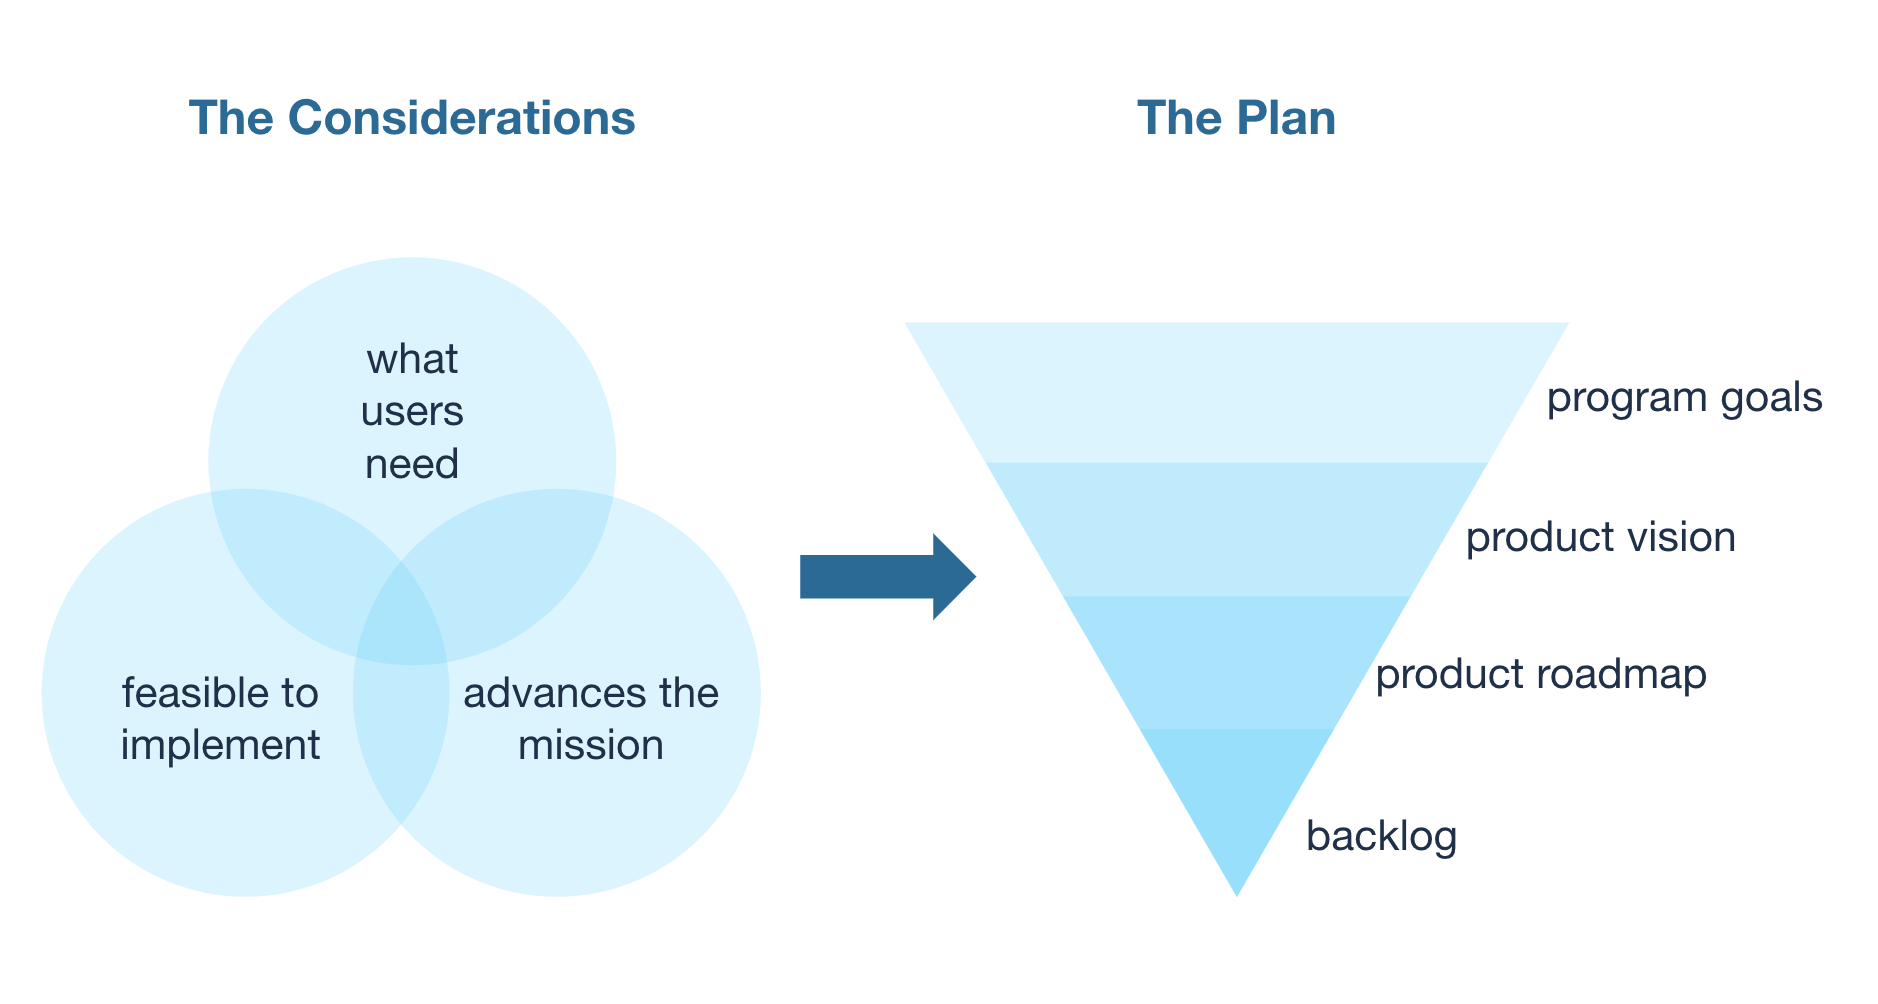 The Considerations
what
users
need
feasible to
implement
advances the
mission
The Plan
program goals
product vision
product roadmap
backlog